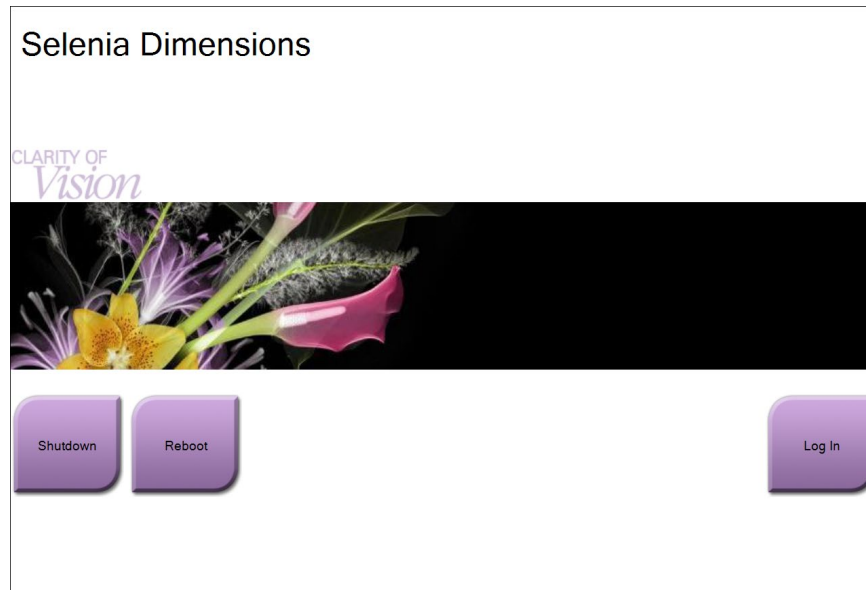 Selenia Dimensions
CLARITY OF
Vision
Shutdown
Reboot
Log In